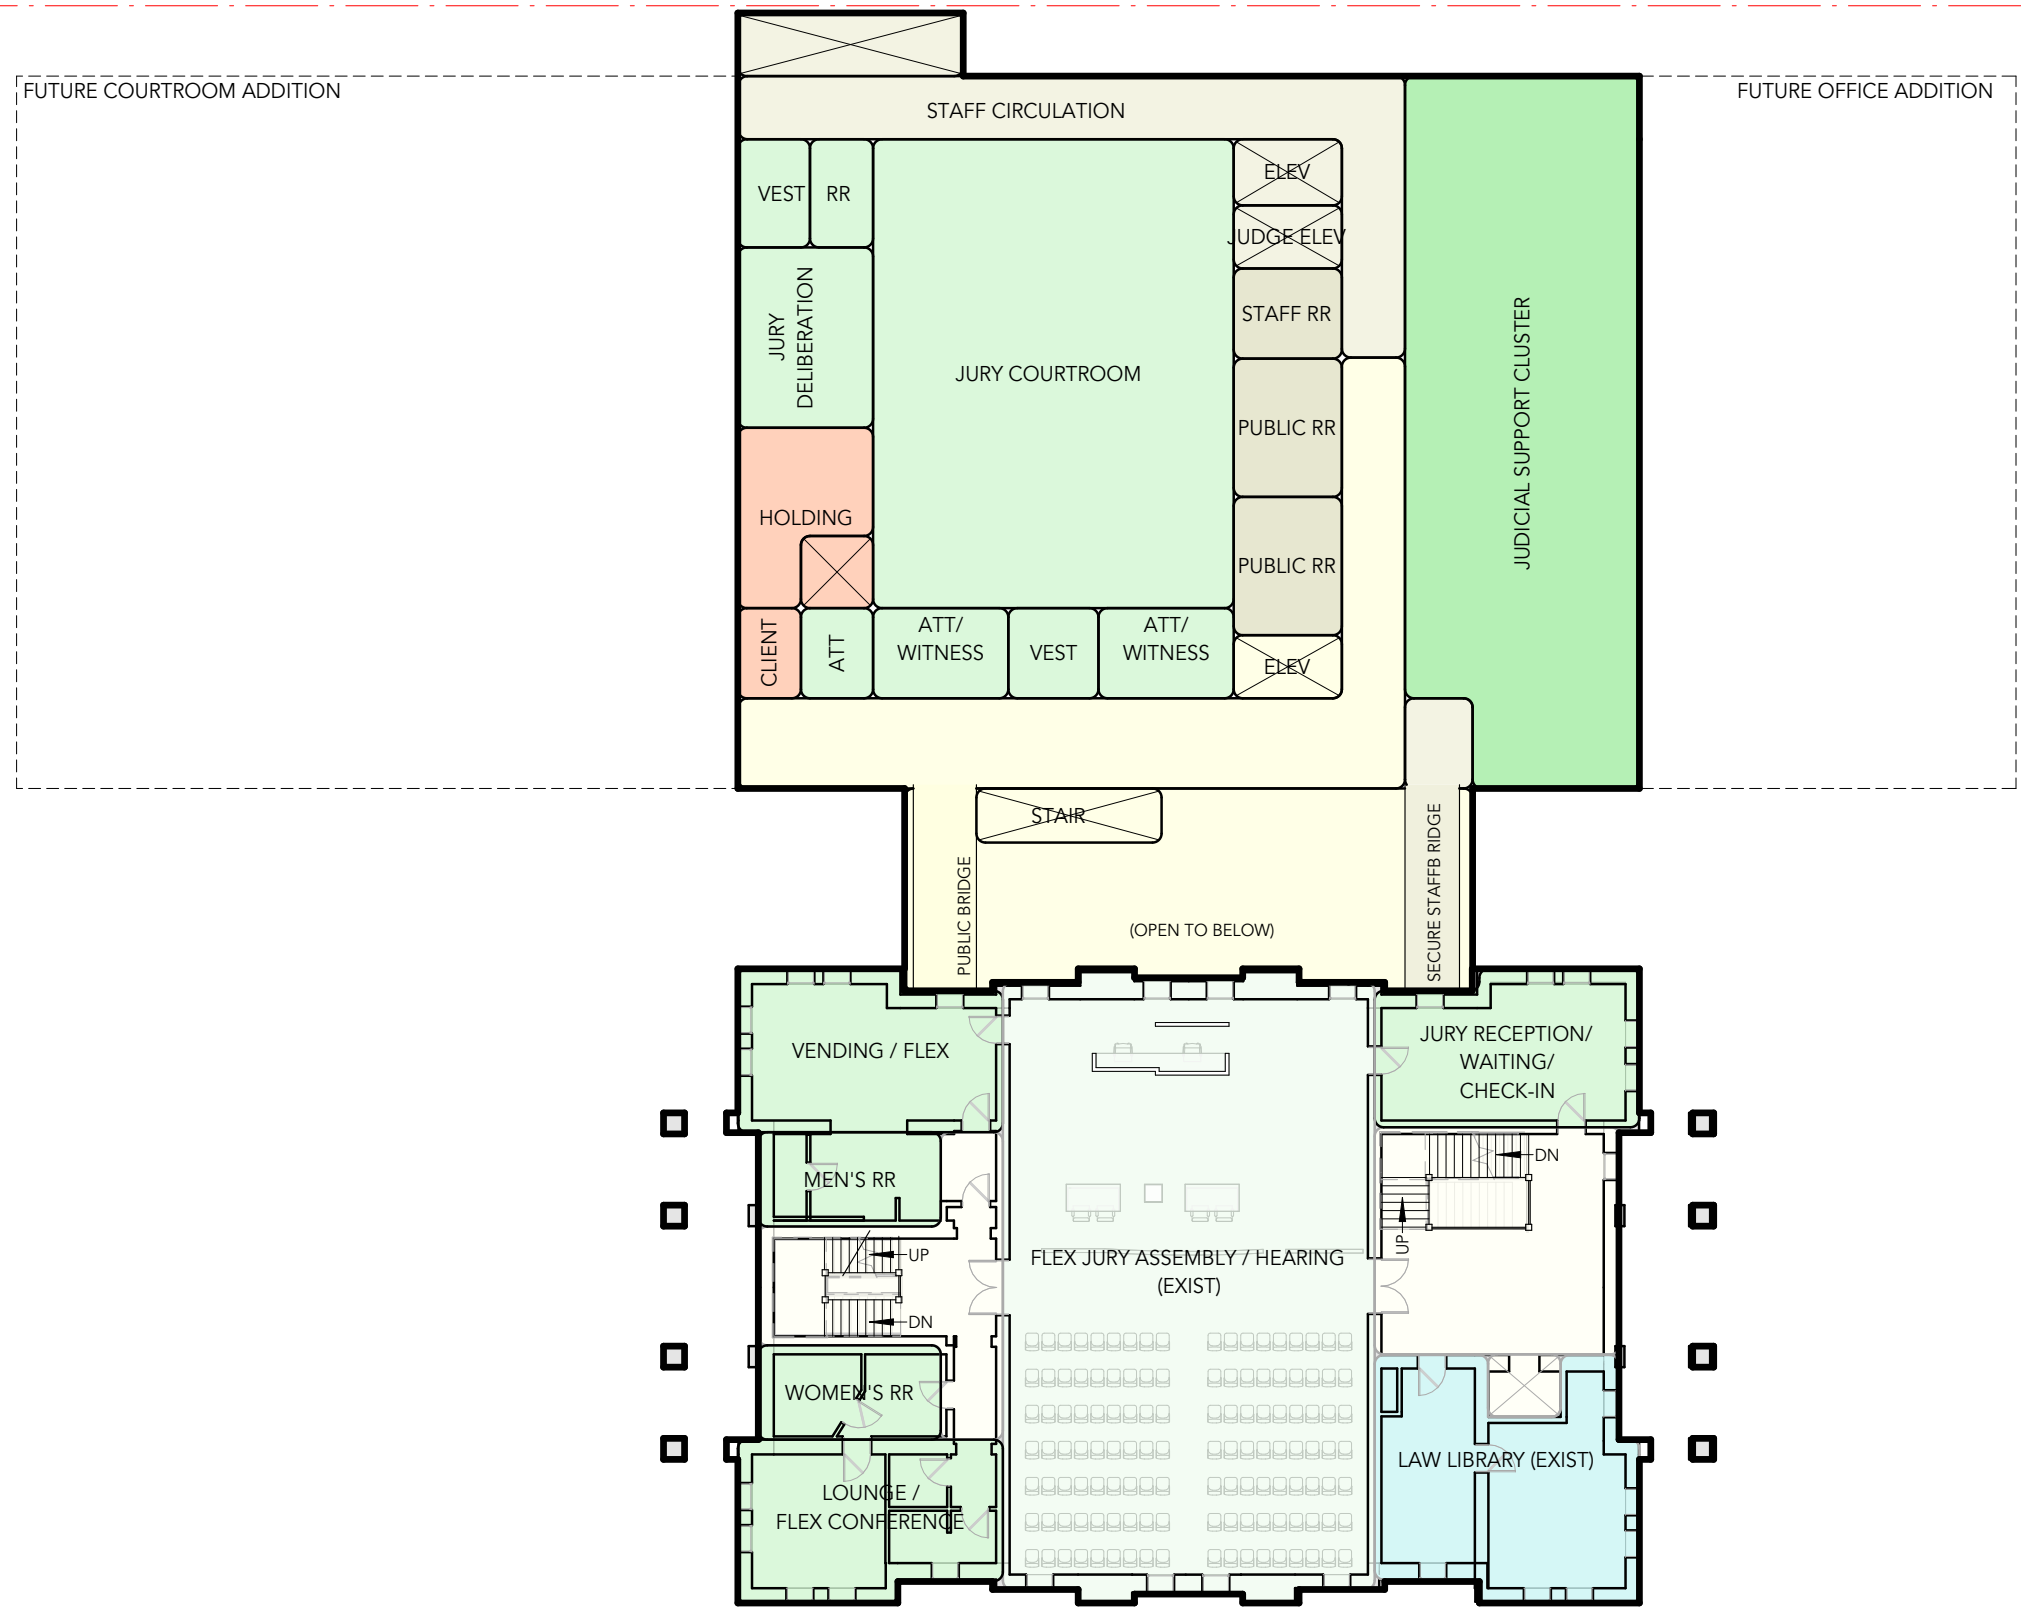 FUTURE COURTROOM ADDITION
FUTURE OFFICE ADDITION
STAFF CIRCULATION
VEST
RR
ELEV
JUDGE ELEV
JURY
DELIBERATION
STAFF RR
JURY COURTROOM
JUDICIAL SUPPORT CLUSTER
PUBLIC RR
HOLDING
PUBLIC RR
CLIENT
ATT
ATT/
WITNESS
VEST
ATT/
WITNESS
ELEV
STAIR
PUBLIC BRIDGE
(OPEN TO BELOW)
SECURE STAFFB RIDGE
VENDING / FLEX
JURY RECEPTION/
WAITING/
CHECK-IN
MEN'S RR
DN
UP
UP
DN
FLEX JURY ASSEMBLY / HEARING
(EXIST)
WOMEN'S RR
LAW LIBRARY (EXIST)
LOUNGE /
FLEX CONFERENCE